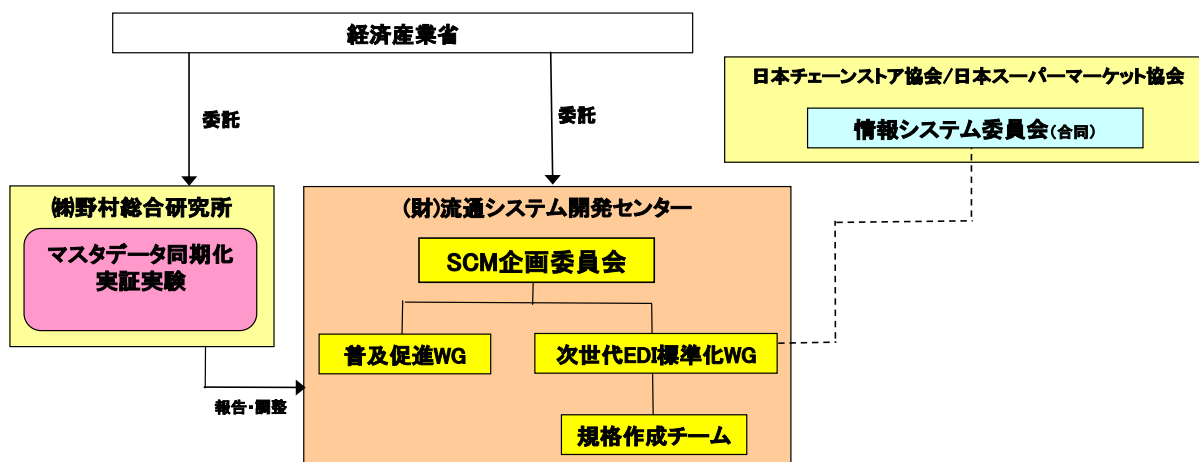 経済産業省
日本チェーンストア協会/日本スーパーマーケット協会
情報システム委員会(合同)
委託
委託
㈱野村総合研究所
マスタデータ同期化
実証実験
(財)流通システム開発センター
SCM企画委員会
普及促進WG
次世代EDI標準化WG
報告・調整
規格作成チーム